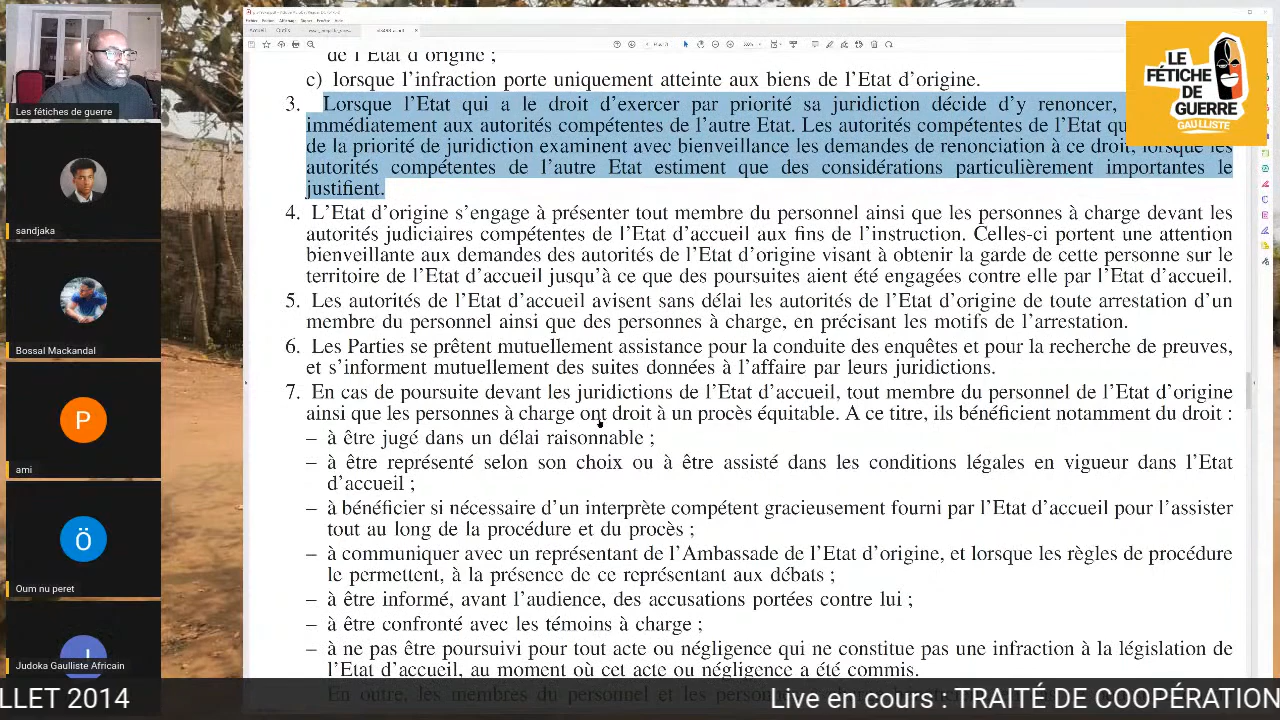 Les fétiches de guerre
sandjaka
Bossal Mackandal
P
ami
Ö
Oum nu peret
Judoka Gaulliste Africain
Accueil Outils
LE
FÉTICHE
DE
GUERRE
GAULLISTE
de l’Etat d’origine ;
c) lorsque l’infraction porte uniquement atteinte aux biens de l’Etat d’origine.
3. Lorsque l’Etat qui a le droit d’exercer par priorité sa juridiction décide d’y renoncer,
immédiatement aux autorités compétentes de l’autre Etat. Les autorités compétentes de l’Etat
de la priorité de juridiction examinent avec bienveillance les demandes de renonciation à ce droit, lorsque les
autorités compétentes de l’autre Etat estiment que des considérations particulièrement importantes le
justifient.
4. L’Etat d’origine s’engage à présenter tout membre du personnel ainsi que les personnes à charge devant les
autorités judiciaires compétentes de l’Etat d’accueil aux fins de l’instruction. Celles-ci portent une attention
bienveillante aux demandes des autorités de l’Etat d’origine visant à obtenir la garde de cette personne sur le
territoire de l’Etat d’accueil jusqu’à ce que des poursuites aient été engagées contre elle par l’Etat d’accueil.
5. Les autorités de l’Etat d’accueil avisent sans délai les autorités de l’Etat d’origine de toute arrestation d’un
membre du personnel ainsi que des personnes à charge, en précisant les motifs de l’arrestation.
6. Les Parties se prêtent mutuellement assistance pour la conduite des enquêtes et pour la recherche de preuves,
et s’informent mutuellement des suites données à l’affaire par leurs juridictions.
7. En cas de poursuite devant les juridictions de l’Etat d’accueil, tout membre du personnel de l’Etat d’origine
ainsi que les personnes à charge ont droit à un procès équitable. A ce titre, ils bénéficient notamment du droit :
– à être jugé dans un délai raisonnable ;
– à être représenté selon son choix ou à être assisté dans les conditions légales en vigueur dans l’Etat
d’accueil ;
– à bénéficier si nécessaire d’un interprète compétent gracieusement fourni par l’Etat d’accueil pour l’assister
tout au long de la procédure et du procès ;
– à communiquer avec un représentant de l’Ambassade de l’Etat d’origine, et lorsque les règles de procédure
le permettent, à la présence de ce représentant aux débats ;
– à être informé, avant l’audience, des accusations portées contre lui ;
– à être confronté avec les témoins à charge ;
– à ne pas être poursuivi pour tout acte ou négligence qui ne constitue pas une infraction à la législation de
l’Etat d’accueil, au moment où cet acte ou négligence a été commis.
En outre, les membres du personnel et les
LLET 2014 Live en cours : TRAITÉ DE COOPÉRATION